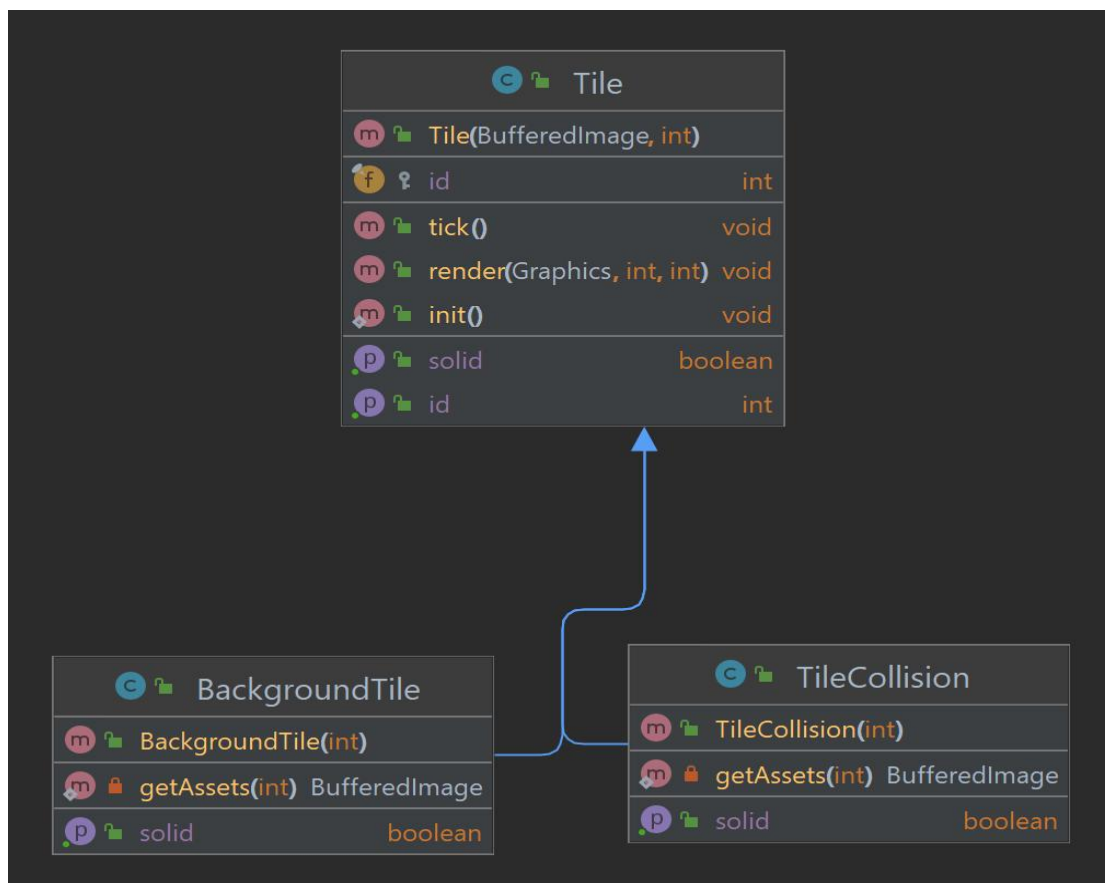 Tile
Tile(BufferedImage, int)
id int
tick() void
render(Graphics, int, int) void
init() void
solid boolean
id int
BackgroundTile
BackgroundTile(int)
getAssets(int) BufferedImage
solid boolean
TileCollision
TileCollision(int)
getAssets(int) BufferedImage
solid boolean